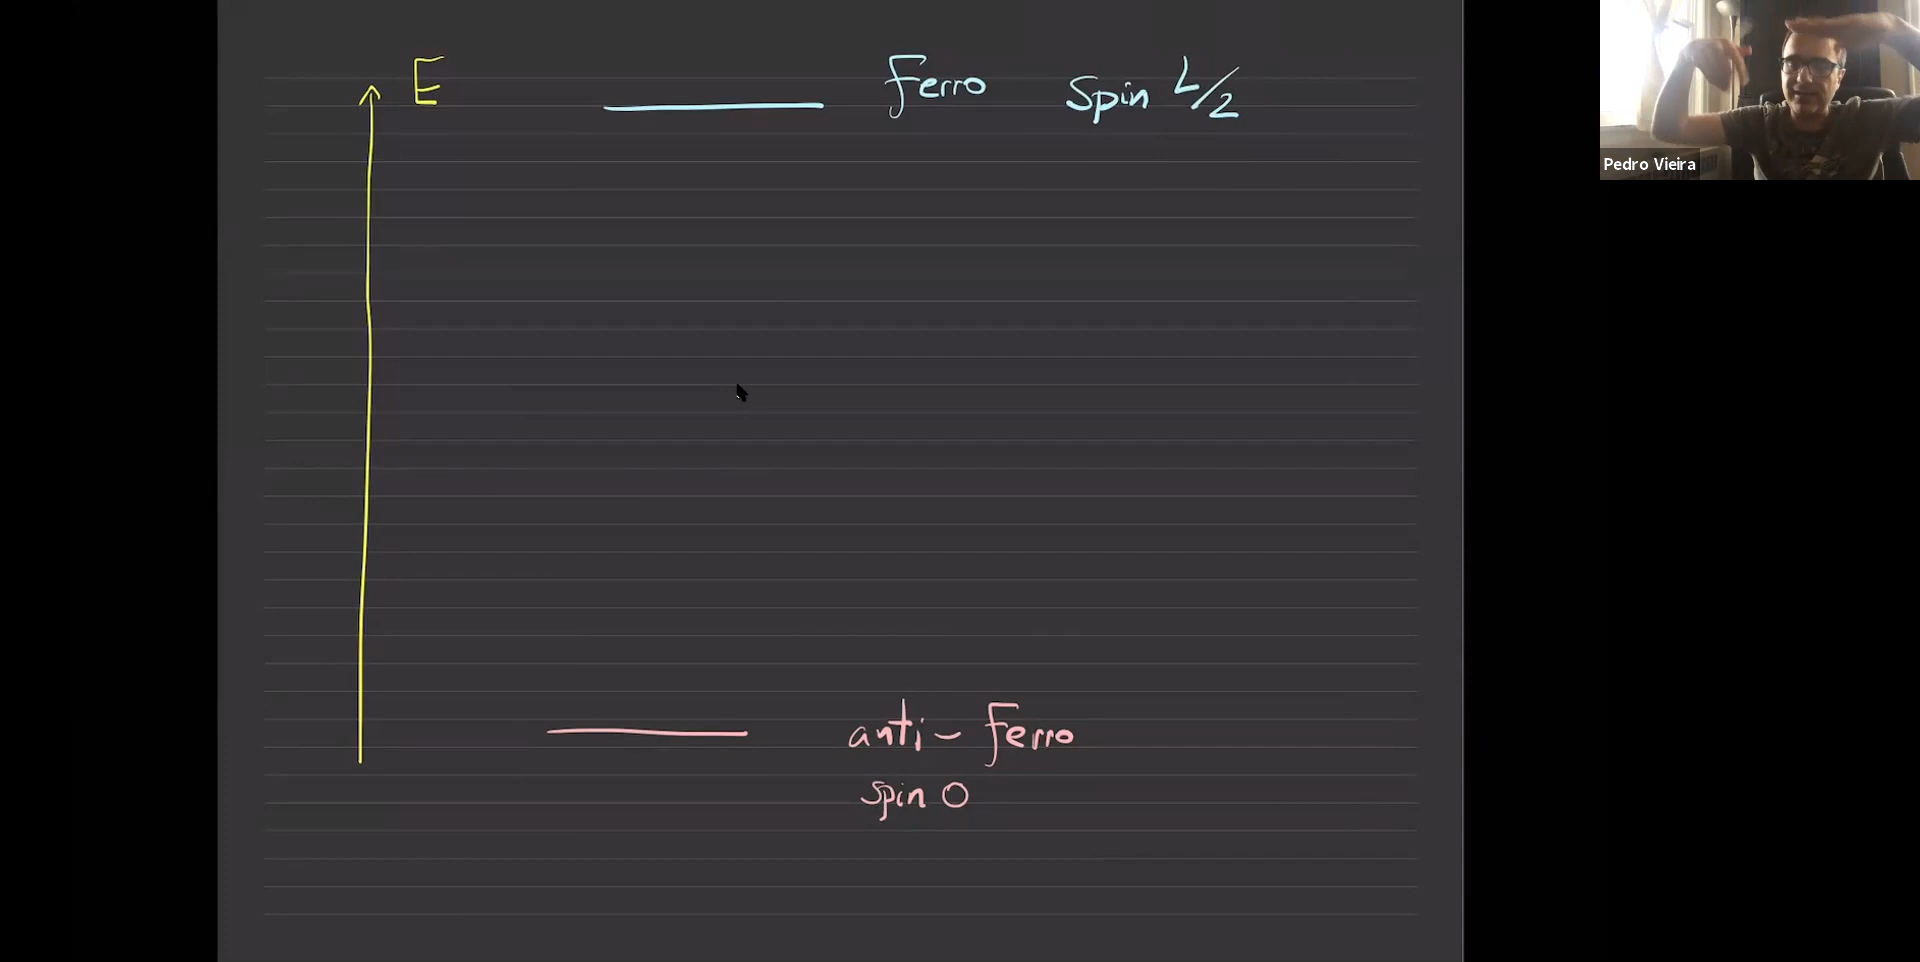 E
Ferro Spin L/2
Pedro Vieira
anti-Ferro
Spin 0